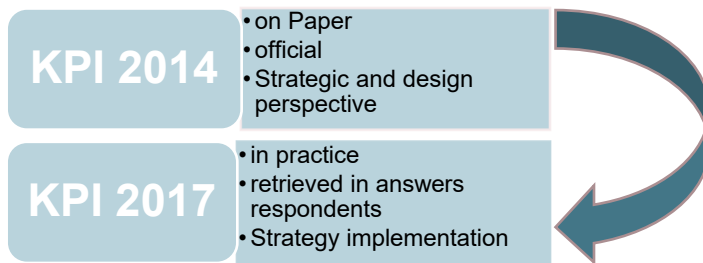 KPI 2014
• on Paper
• official
• Strategic and design
perspective
KPI 2017
• in practice
• retrieved in answers
respondents
• Strategy implementation